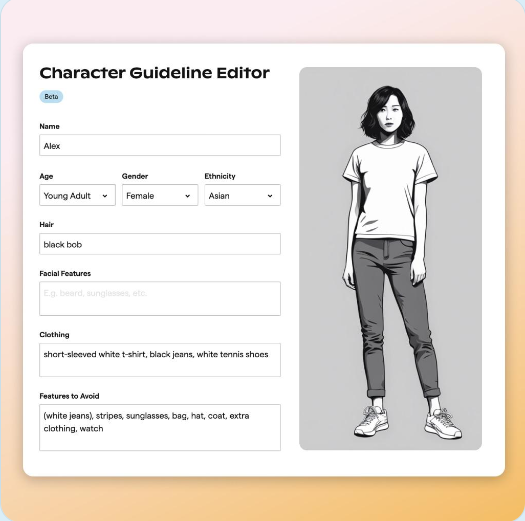 Character Guideline Editor
Beta
Name
Alex
Age Gender Ethnicity
Young Adult Female Asian
Hair
black bob
Facial Features
E.g. beard, sunglasses, etc.
Clothing
short-sleeved white t-shirt, black jeans, white tennis shoes
Features to Avoid
(white jeans), stripes, sunglasses, bag, hat, coat, extra
clothing, watch